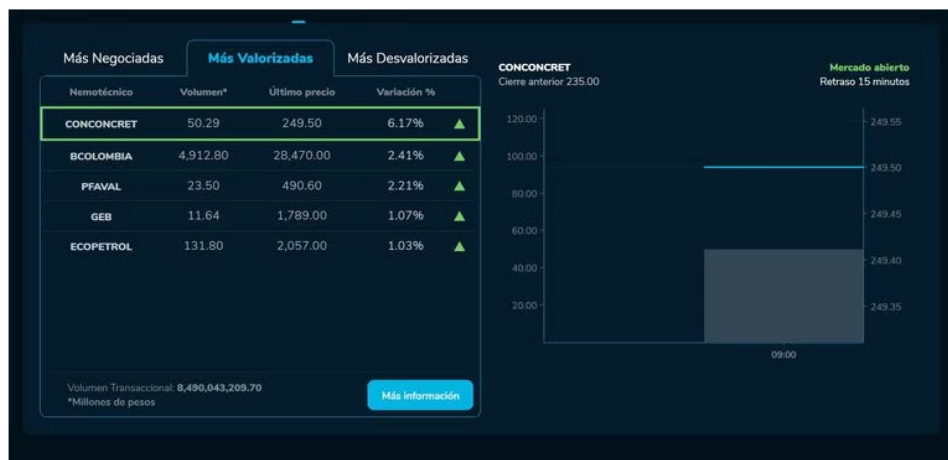 Más Negociadas Más Valorizadas Más Desvalorizadas
Nemotécnico Volumen* Último precio Variación %
CONCONCRET 50.29 249.50 6.17%
BCOLOMBIA 4,912.80 28,470.00 2.41%
PFAVAL 23.50 490.60 2.21%
GEB 11.64 1,789.00 1.07%
ECOPETROL 131.80 2,057.00 1.03%
Volumen Transaccional: 8,490,043,209.70
*Millones de pesos
Más información
CONCONCRET
Cierre anterior 235.00
Mercado abierto
Retraso 15 minutos
120.00
100.00
80.00
60.00
40.00
20.00
249.55
249.50
249.45
249.40
249.35
09:00